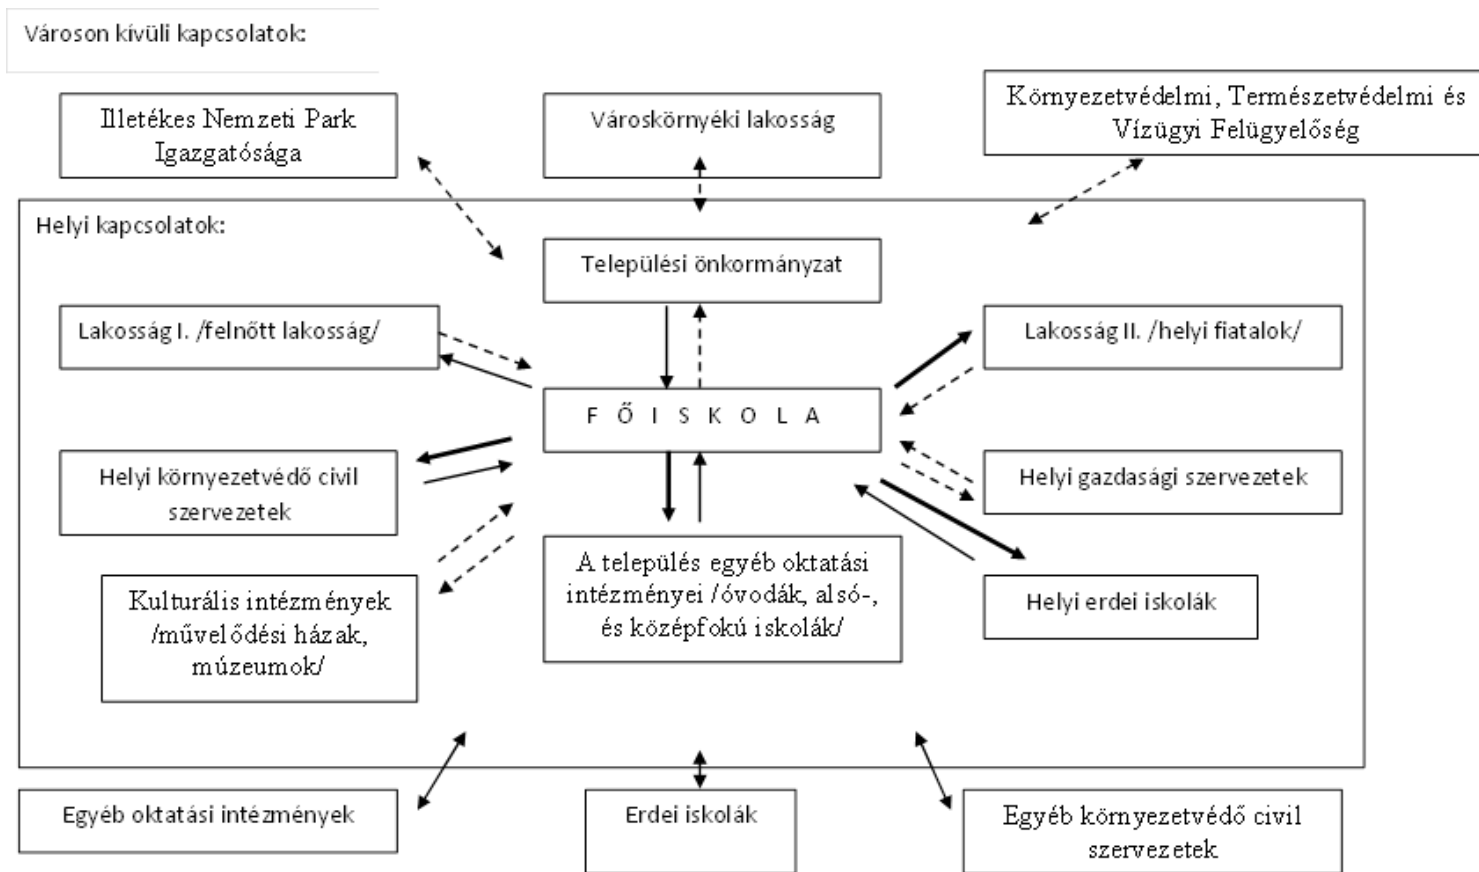 Városon kívüli kapcsolatok:
Illetékes Nemzeti Park
Igazgatósága
Városkörnyéki lakosság
Környezetvédelmi, Természetvédelmi és
Vízügyi Felügyelőség
Helyi kapcsolatok:
Települési önkormányzat
Lakosság I. /felnőtt lakosság/
Lakosság II. /helyi fiatalok/
F Ő I S K O L A
Helyi környezetvédő civil
szervezetek
Helyi gazdasági szervezetek
A település egyéb oktatási
intézményei /óvodák, alsó-,
és középfokú iskolák/
Kulturális intézmények
/művelődési házak,
múzeumok/
Helyi erdei iskolák
Egyéb oktatási intézmények
Erdei iskolák
Egyéb környezetvédő civil
szervezetek